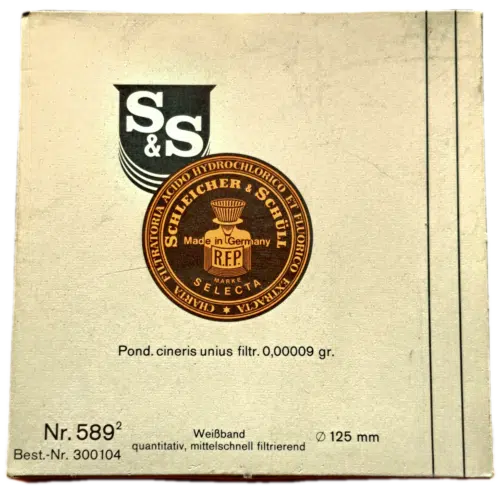 S&S
CHARTA FILTRATORIA ACIDO HYDROCHLORICO ET FLUORICO EXTRACTA *
SCHLEICHER & SCHÜLL
Made in Germany
R.F.P.
MARKE
SELECTA
Pond. cineris unius filtr. 0,00009 gr.
Nr. 589²
Best.-Nr. 300104
Weißband
quantitativ, mittelschnell filtrierend
∅ 125 mm